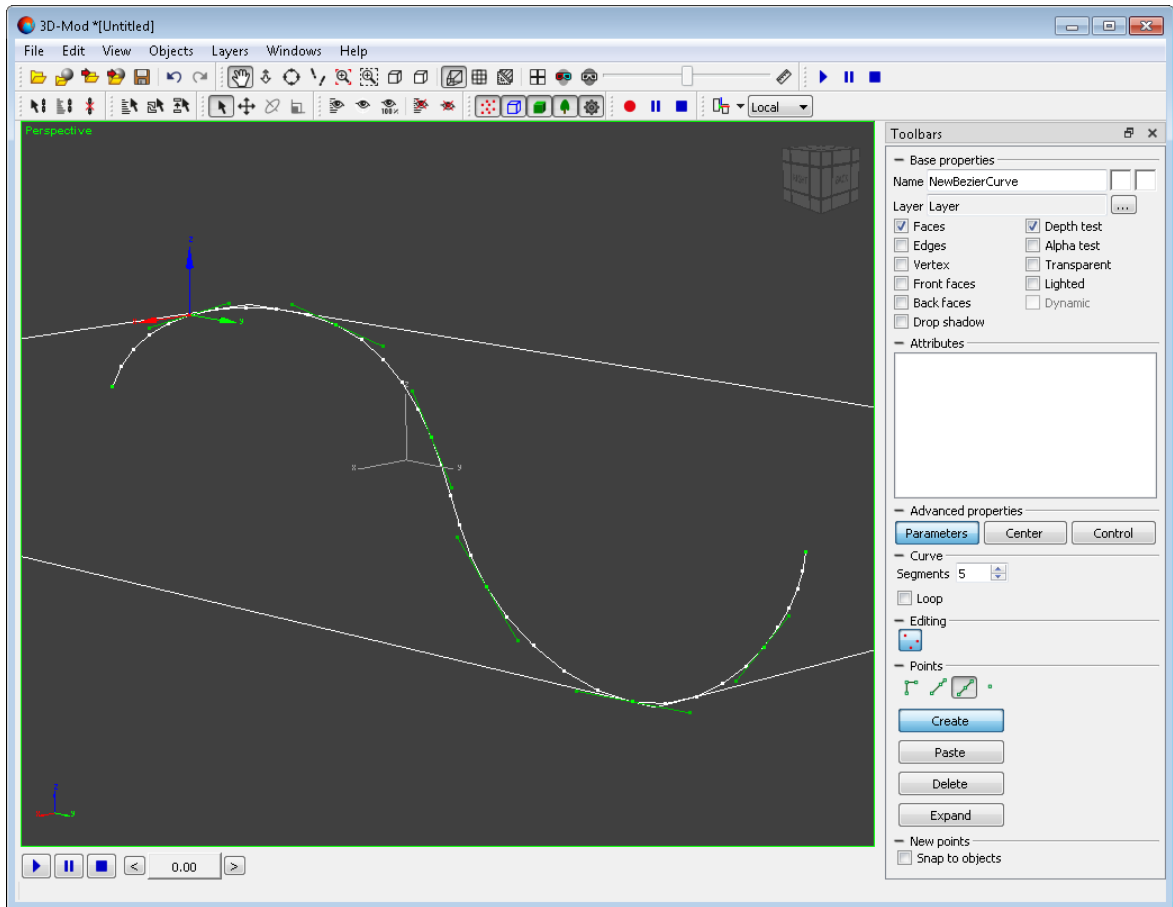 3D-Mod *[Untitled]
File Edit View Objects Layers Windows Help
100%
Local
Perspective
Toolbars
Base properties
Name NewBezierCurve
Layer Layer ...
Faces Depth test
Edges Alpha test
Vertex Transparent
Front faces Lighted
Back faces Dynamic
Drop shadow
Attributes
Advanced properties
Parameters Center Control
Curve
Segments 5
Loop
Editing
Points
Create
Paste
Delete
Expand
New points
Snap to objects
RIGHT BACK
z
y
z
x y
z
x y
< 0.00 >